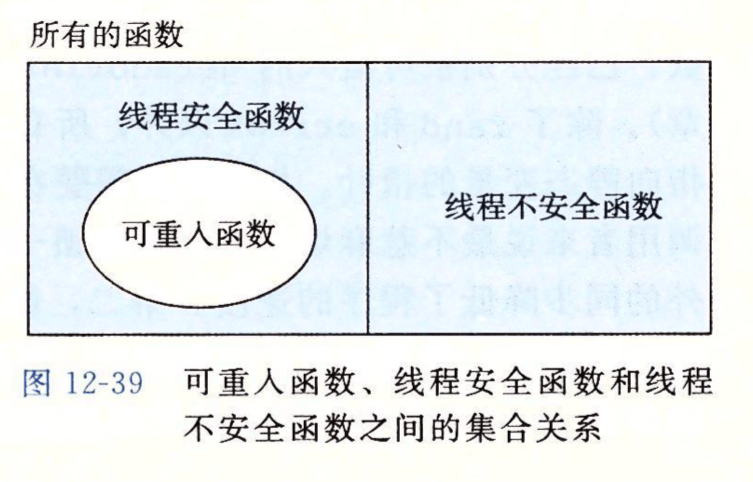 所有的函数
线程安全函数
可重入函数
线程不安全函数
图 12-39 可重入函数、线程安全函数和线程
不安全函数之间的集合关系